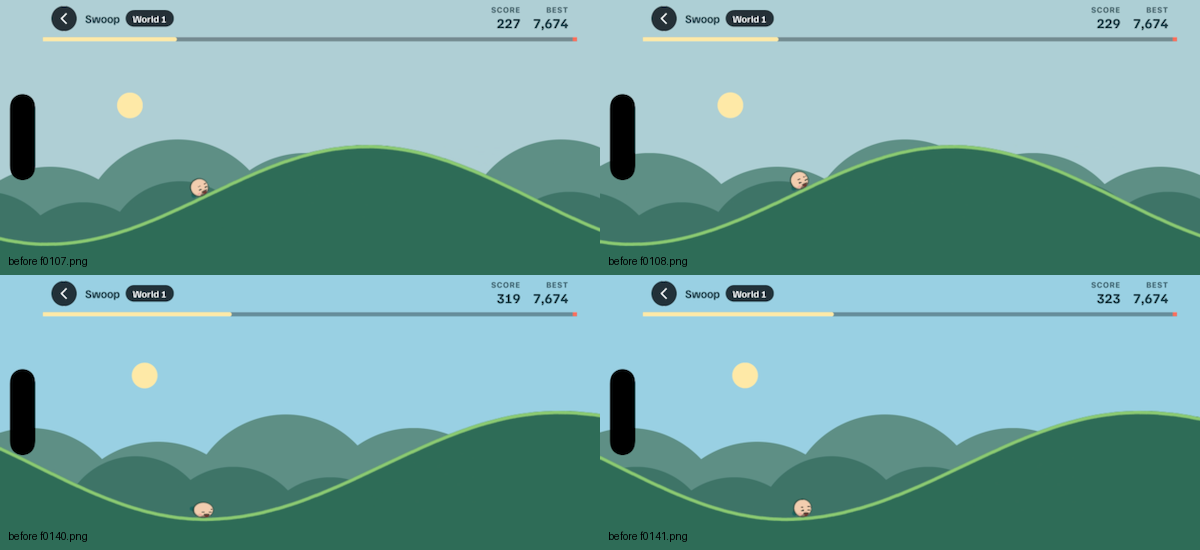 Swoop World 1 SCORE BEST
227 7,674
before f0107.png
Swoop World 1 SCORE BEST
229 7,674
before f0108.png
Swoop World 1 SCORE BEST
319 7,674
before f0140.png
Swoop World 1 SCORE BEST
323 7,674
before f0141.png